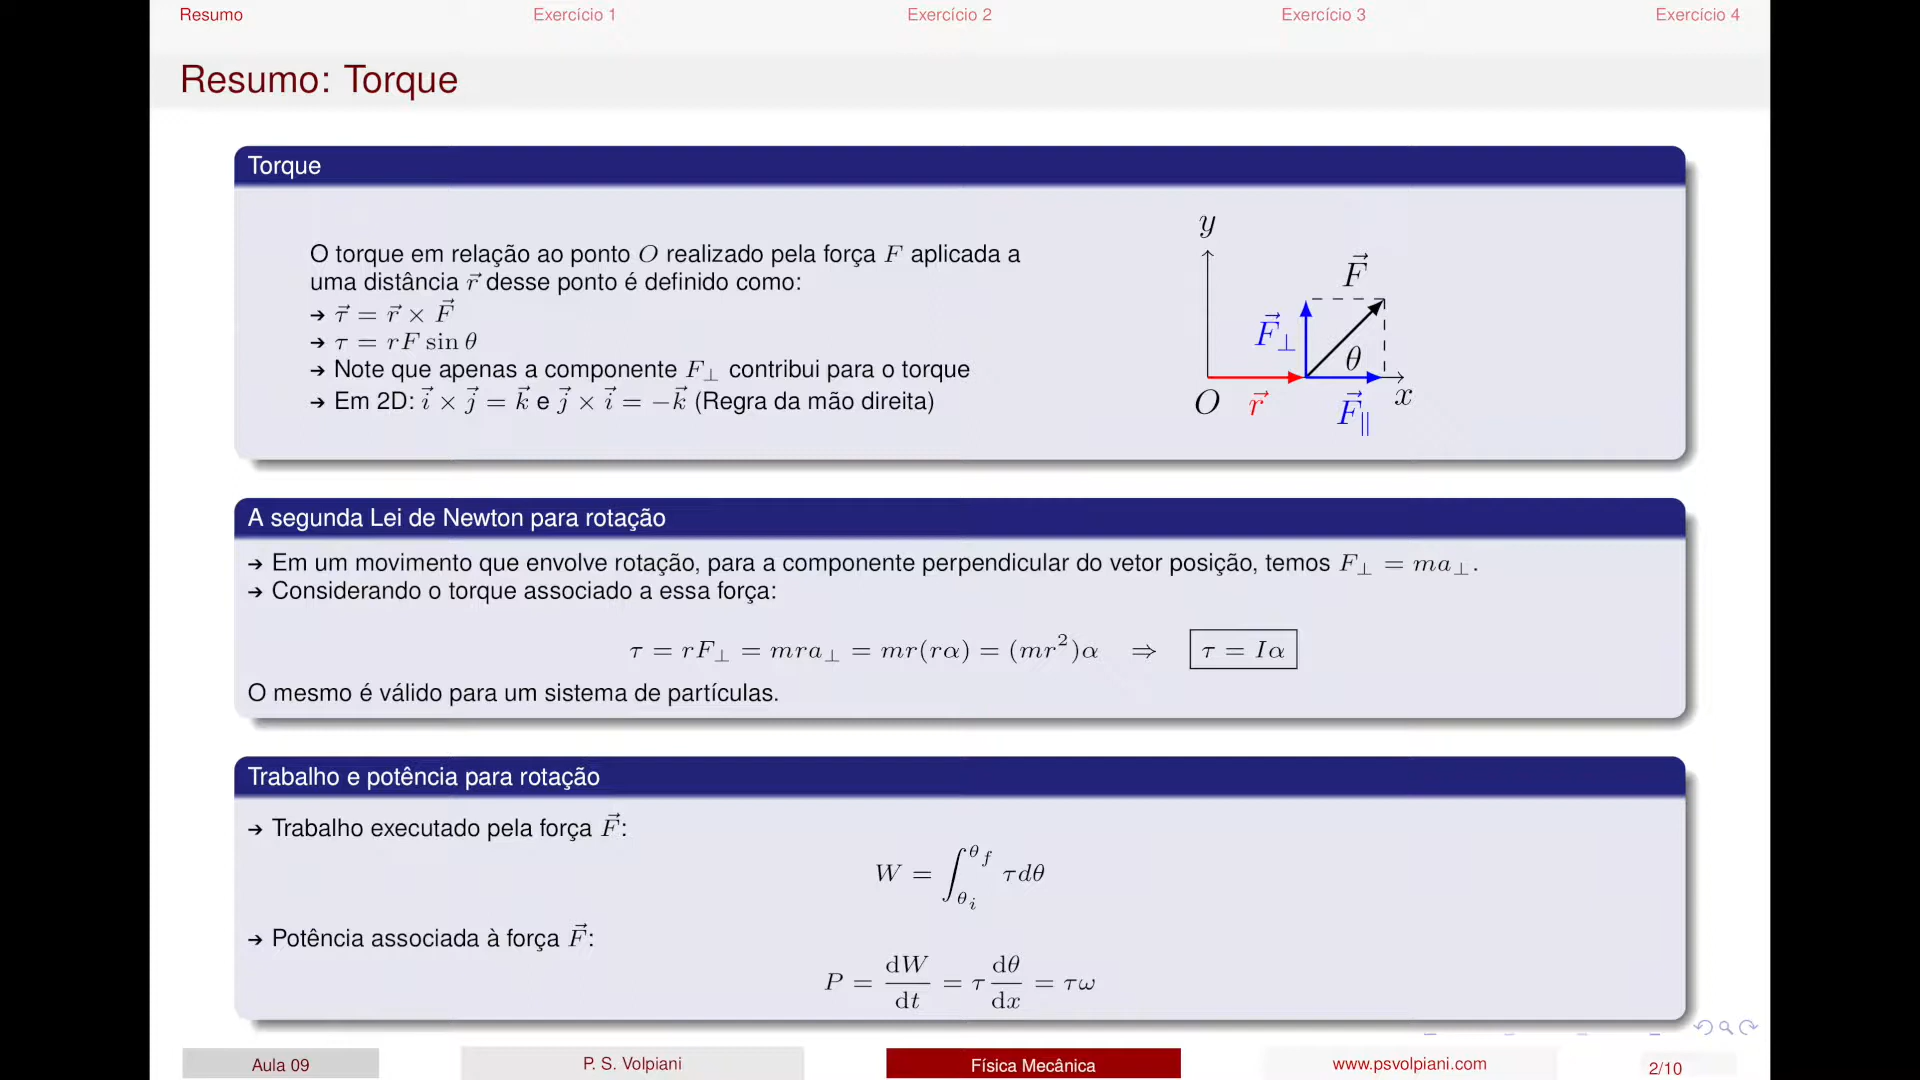 Resumo Exercício 1 Exercício 2 Exercício 3 Exercício 4
Resumo: Torque
Torque
O torque em relação ao ponto O realizado pela força F aplicada a
uma distância r⃗ desse ponto é definido como:
➔ τ⃗ = r⃗ × F⃗
➔ τ = rF sin θ
➔ Note que apenas a componente F⊥ contribui para o torque
➔ Em 2D: i⃗ × j⃗ = k⃗ e j⃗ × i⃗ = −k⃗ (Regra da mão direita)
y
F⃗
F⃗⊥
θ
O r⃗ F⃗∥ x
A segunda Lei de Newton para rotação
➔ Em um movimento que envolve rotação, para a componente perpendicular do vetor posição, temos F⊥ = ma⊥.
➔ Considerando o torque associado a essa força:
τ = rF⊥ = mra⊥ = mr(rα) = (mr²)α ⇒ τ = Iα
O mesmo é válido para um sistema de partículas.
Trabalho e potência para rotação
➔ Trabalho executado pela força F⃗:
W = ∫_{θ_i}^{θ_f} τdθ
➔ Potência associada à força F⃗:
P = dW/dt = τ dθ/dx = τω
Aula 09 P. S. Volpiani Física Mecânica www.psvolpiani.com 2/10